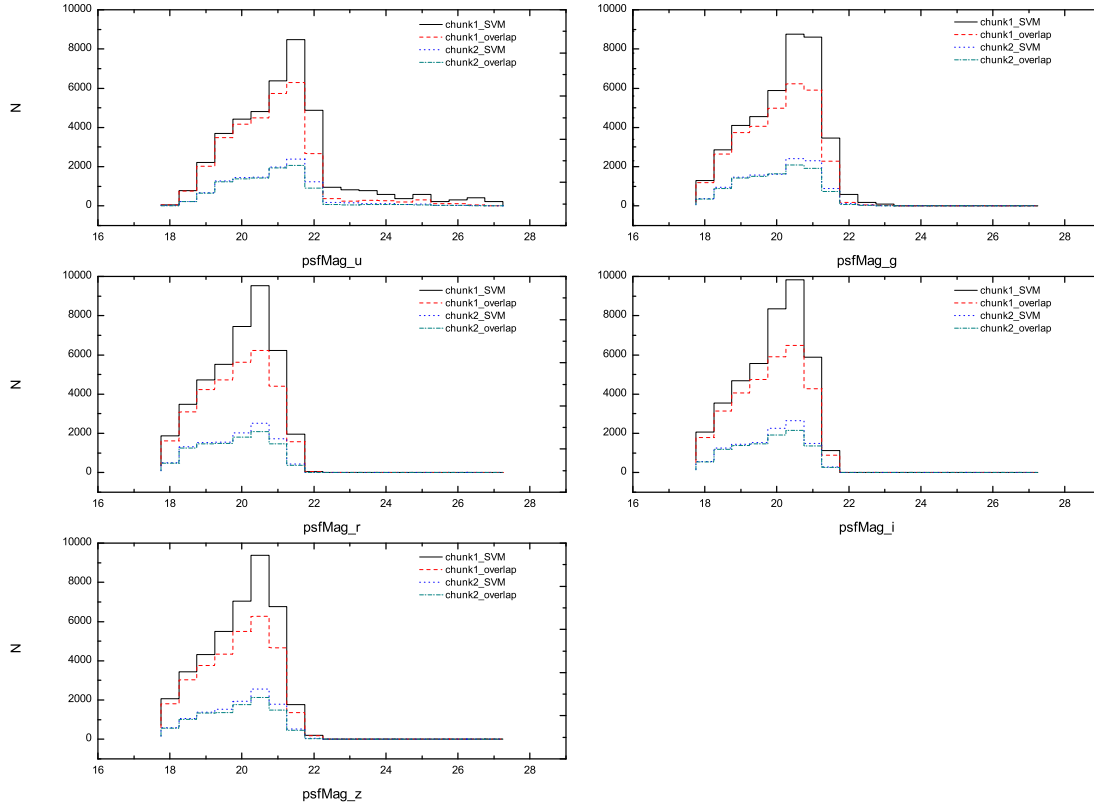 10000
8000
6000
4000
2000
0
N
16 18 20 22 24 26 28
psfMag_u
chunk1_SVM
chunk1_overlap
chunk2_SVM
chunk2_overlap
10000
8000
6000
4000
2000
0
16 18 20 22 24 26 28
psfMag_g
chunk1_SVM
chunk1_overlap
chunk2_SVM
chunk2_overlap
10000
8000
6000
4000
2000
0
N
16 18 20 22 24 26 28
psfMag_r
chunk1_SVM
chunk1_overlap
chunk2_SVM
chunk2_overlap
10000
8000
6000
4000
2000
0
16 18 20 22 24 26 28
psfMag_i
chunk1_SVM
chunk1_overlap
chunk2_SVM
chunk2_overlap
10000
8000
6000
4000
2000
0
N
16 18 20 22 24 26 28
psfMag_z
chunk1_SVM
chunk1_overlap
chunk2_SVM
chunk2_overlap